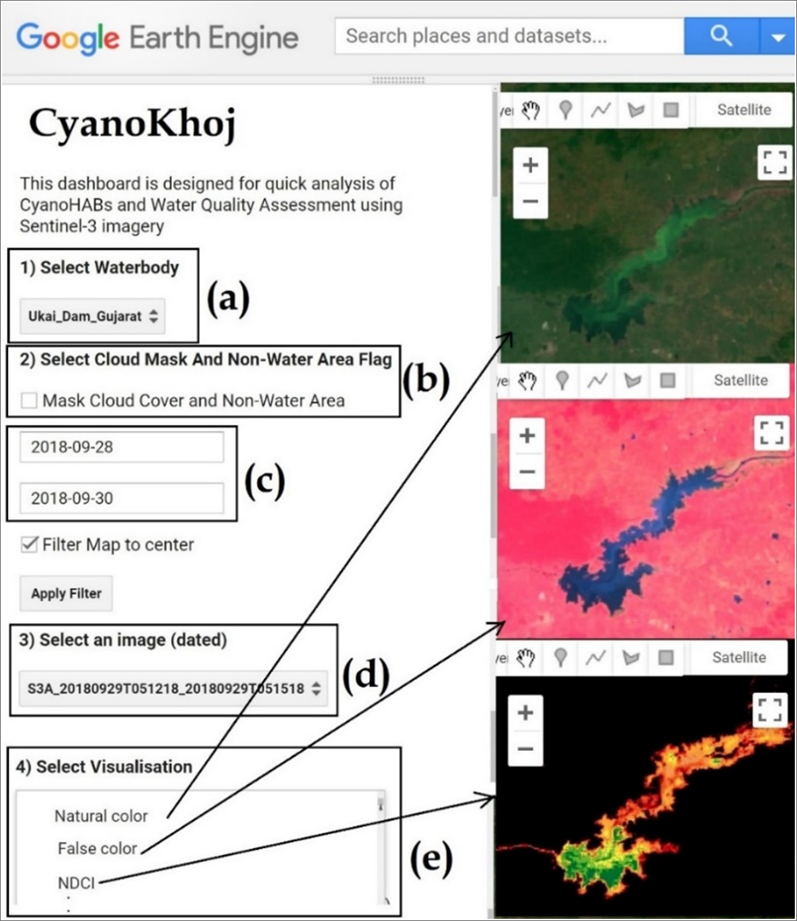 Google Earth Engine
Search places and datasets...
CyanoKhoj
This dashboard is designed for quick analysis of
CyanoHABs and Water Quality Assessment using
Sentinel-3 imagery
1) Select Waterbody
Ukai_Dam_Gujarat
(a)
2) Select Cloud Mask And Non-Water Area Flag
Mask Cloud Cover and Non-Water Area
(b)
2018-09-28
2018-09-30
(c)
Filter Map to center
Apply Filter
3) Select an image (dated)
S3A_20180929T051218_20180929T051518
(d)
4) Select Visualisation
Natural color
False color
NDCI
(e)
Satellite
+
−
Satellite
+
−
Satellite
+
−